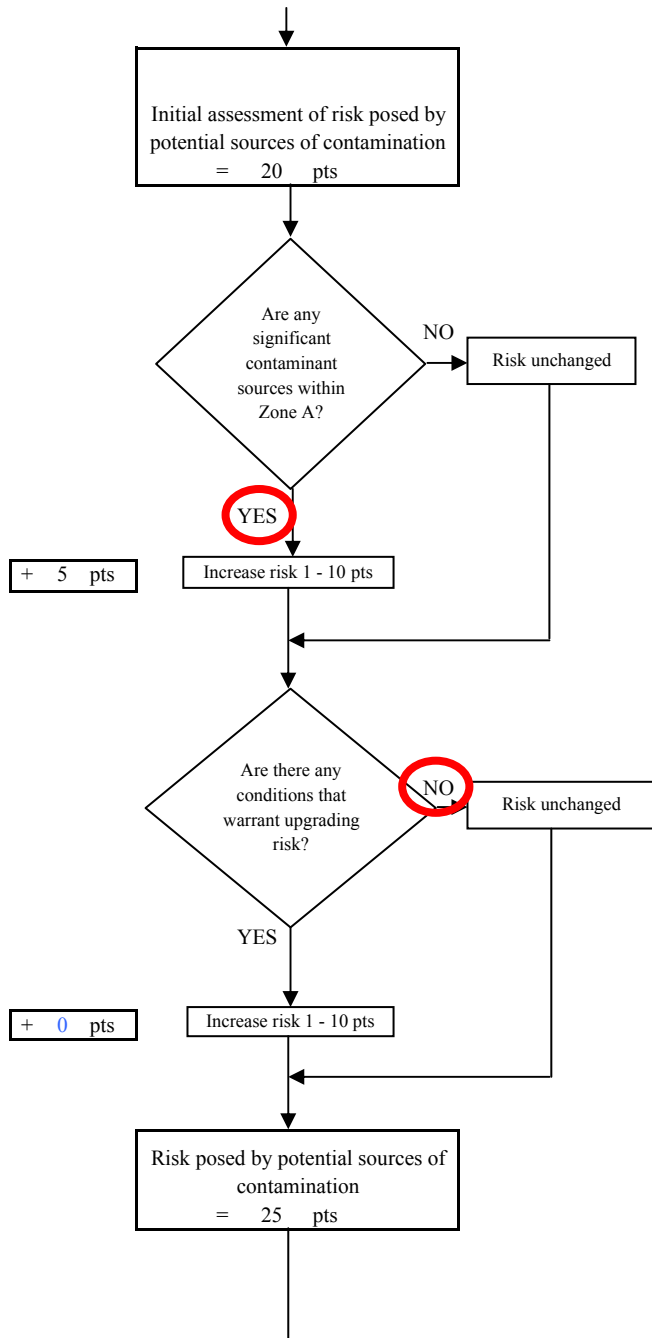 Initial assessment of risk posed by
potential sources of contamination
= 20 pts
Are any
significant
contaminant
sources within
Zone A?
NO
Risk unchanged
YES
+ 5 pts
Increase risk 1 - 10 pts
Are there any
conditions that
warrant upgrading
risk?
NO
Risk unchanged
YES
+ 0 pts
Increase risk 1 - 10 pts
Risk posed by potential sources of
contamination
= 25 pts